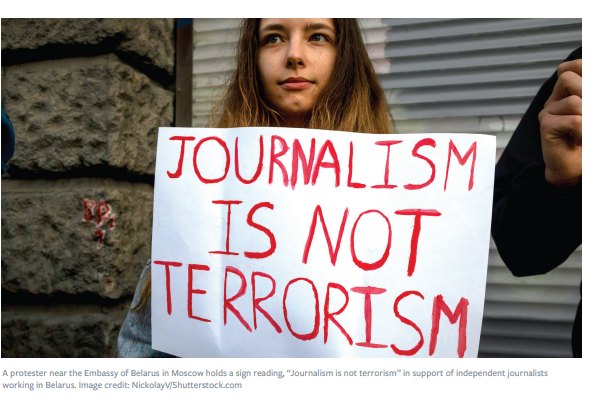 JOURNALISM
IS NOT
TERRORISM
A protester near the Embassy of Belarus in Moscow holds a sign reading, “Journalism is not terrorism” in support of independent journalists
working in Belarus. Image credit: NickolayV/Shutterstock.com